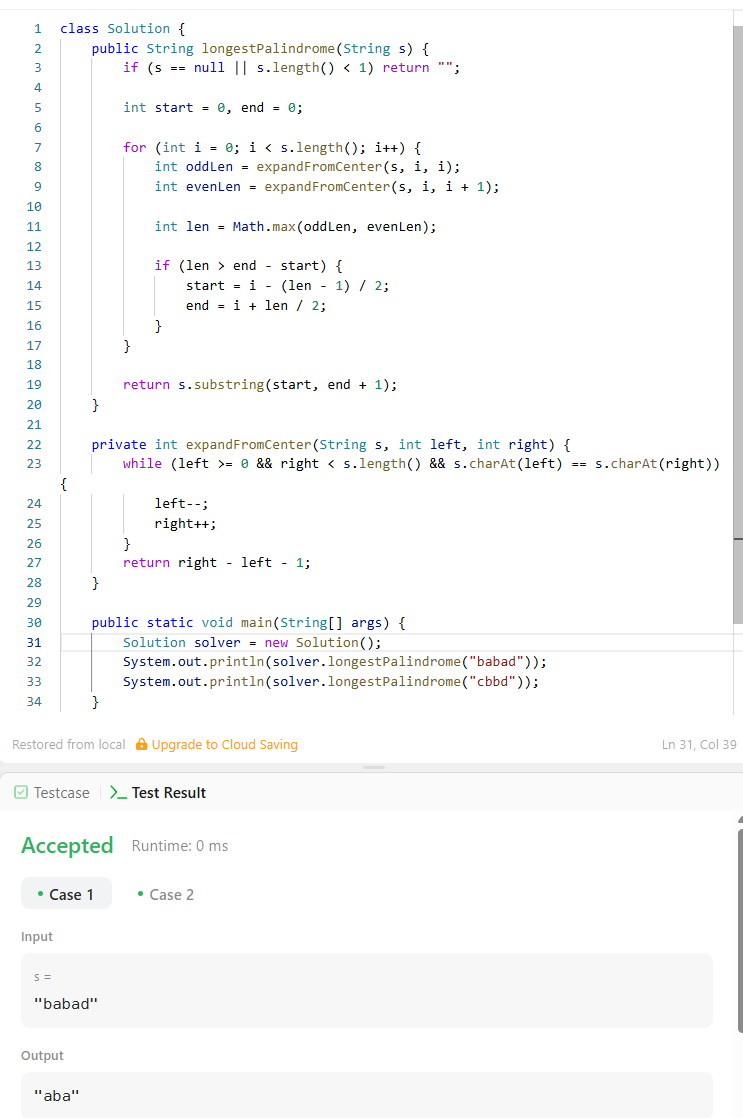 1 class Solution {
2     public String longestPalindrome(String s) {
3         if (s == null || s.length() < 1) return "";
4
5         int start = 0, end = 0;
6
7         for (int i = 0; i < s.length(); i++) {
8             int oddLen = expandFromCenter(s, i, i);
9             int evenLen = expandFromCenter(s, i, i + 1);
10
11             int len = Math.max(oddLen, evenLen);
12
13             if (len > end - start) {
14                 start = i - (len - 1) / 2;
15                 end = i + len / 2;
16             }
17         }
18
19         return s.substring(start, end + 1);
20     }
21
22     private int expandFromCenter(String s, int left, int right) {
23         while (left >= 0 && right < s.length() && s.charAt(left) == s.charAt(right))
{
24             left--;
25             right++;
26         }
27         return right - left - 1;
28     }
29
30     public static void main(String[] args) {
31         Solution solver = new Solution();
32         System.out.println(solver.longestPalindrome("babad"));
33         System.out.println(solver.longestPalindrome("cbbd"));
34     }
Restored from local Upgrade to Cloud Saving Ln 31, Col 39
Testcase Test Result
Accepted Runtime: 0 ms
Case 1 Case 2
Input
s =
"babad"
Output
"aba"